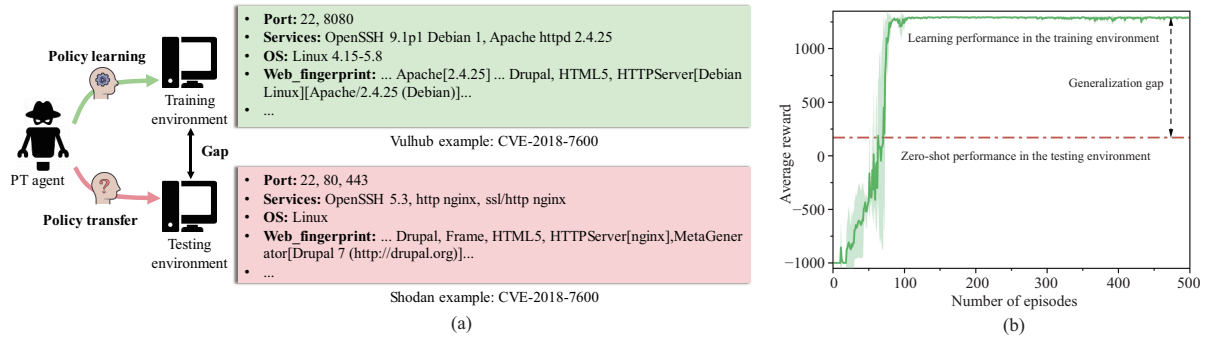 Policy learning
PT agent
Policy transfer
Training
environment
Gap
Testing
environment
• Port: 22, 8080
• Services: OpenSSH 9.1p1 Debian 1, Apache httpd 2.4.25
• OS: Linux 4.15-5.8
• Web_fingerprint: ... Apache[2.4.25] ... Drupal, HTML5, HTTPServer[Debian
Linux][Apache/2.4.25 (Debian)]...
• ...
Vulhub example: CVE-2018-7600
• Port: 22, 80, 443
• Services: OpenSSH 5.3, http nginx, ssl/http nginx
• OS: Linux
• Web_fingerprint: ... Drupal, Frame, HTML5, HTTPServer[nginx],MetaGener
ator[Drupal 7 (http://drupal.org)]...
• ...
Shodan example: CVE-2018-7600
?
(a)
Average reward
1000
500
0
−500
−1000
Learning performance in the training environment
Generalization gap
Zero-shot performance in the testing environment
0 100 200 300 400 500
Number of episodes
(b)